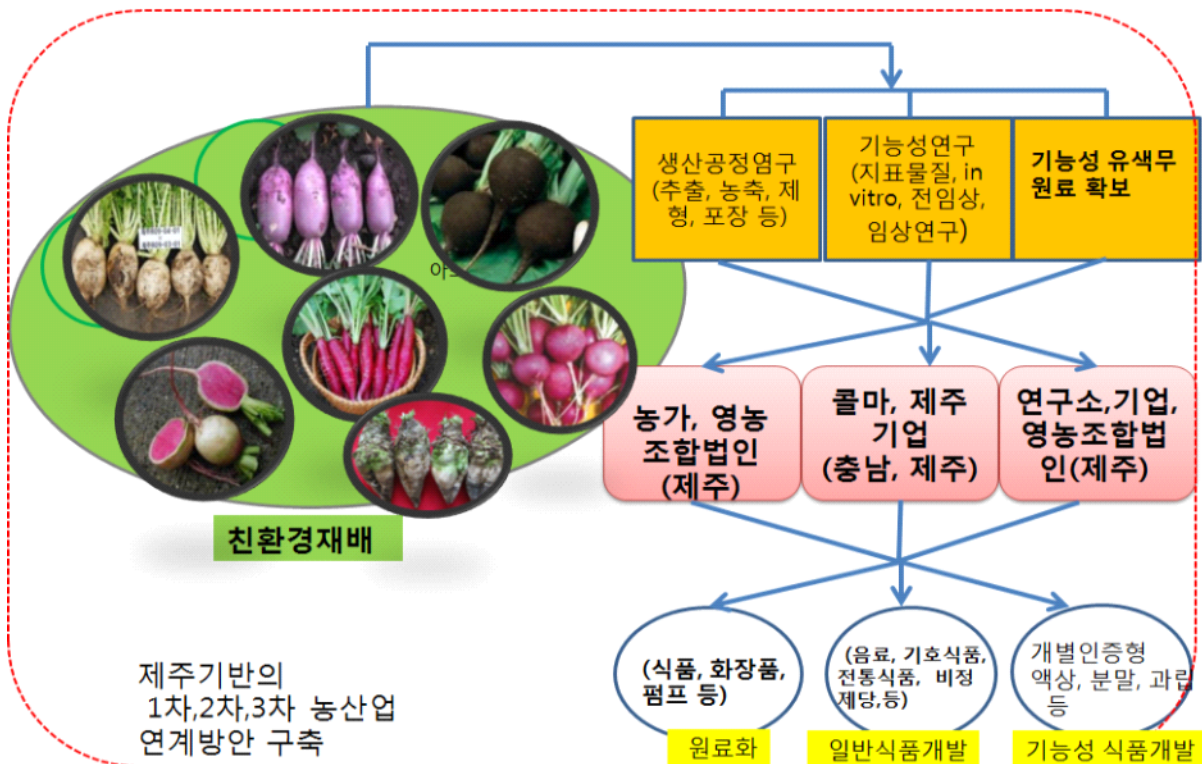 생산공정염구
(추출, 농축, 제
형, 포장 등)
기능성연구
(지표물질, in
vitro, 전임상,
임상연구)
기능성 유색무
원료 확보
농가, 영농
조합법인
(제주)
콜마, 제주
기업
(충남, 제주)
연구소,기업,
영농조합법
인(제주)
친환경재배
제주기반의
1차,2차,3차 농산업
연계방안 구축
(식품, 화장품,
펌프 등)
(음료, 기호식품,
전통식품, 비정
제당,등)
개별인증형
액상, 분말, 과립
등
원료화
일반식품개발
기능성 식품개발